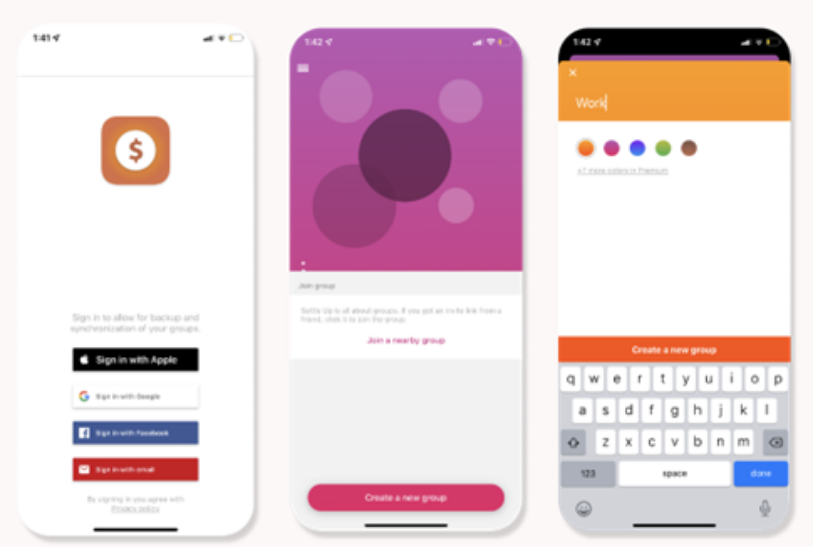 1:41
$
Sign in to allow for backup and
synchronization of your groups.
Sign in with Apple
Sign in with Google
Sign in with Facebook
Sign in with email
By signing in you agree with
Privacy policy
1:42
Join group
Settle Up is all about groups. If you got an invite link from a
friend, click it to join the group.
Join a nearby group
Create a new group
1:42
Work
+7 more colors in Premium
Create a new group
q w e r t y u i o p
a s d f g h j k l
z x c v b n m
123 space done